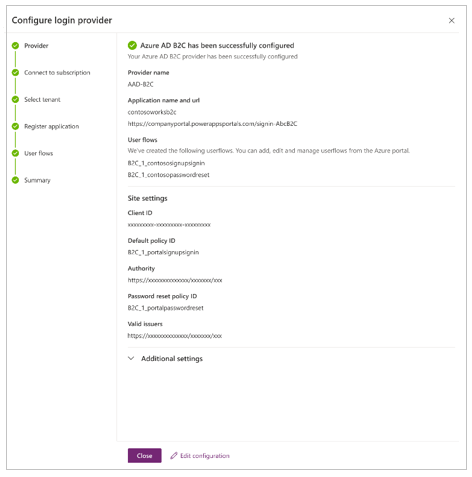 Configure login provider
Provider
Connect to subscription
Select tenant
Register application
User flows
Summary
Azure AD B2C has been successfully configured
Your Azure AD B2C provider has been successfully configured
Provider name
AAD-B2C
Application name and url
contosoworksb2c
https://companyportal.powerappsportals.com/signin-AbcB2C
User flows
We've created the following userflows. You can add, edit and manage userflows from the Azure portal.
B2C_1_contososignupsignin
B2C_1_contosopasswordreset
Site settings
Client ID
xxxxxxxxx-xxxxxxxxx-xxxxxxxxx
Default policy ID
B2C_1_portalsignupsignin
Authority
https://xxxxxxxxxxxxxx/xxxxxxx/xxx
Password reset policy ID
B2C_1_portalpasswordreset
Valid issuers
https://xxxxxxxxxxxxxx/xxxxxxx/xxx
Additional settings
Close
Edit configuration